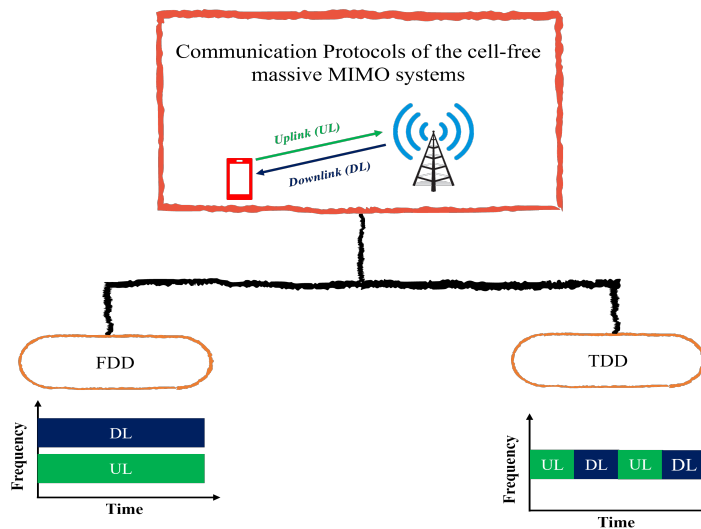 Communication Protocols of the cell-free
massive MIMO systems
Uplink (UL)
Downlink (DL)
FDD
TDD
Frequency
DL
UL
Time
Frequency
UL DL UL DL
Time